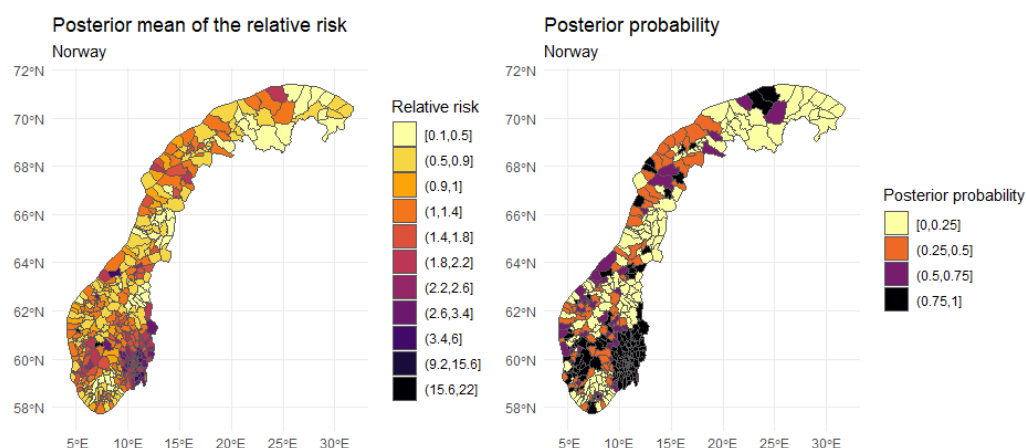 Posterior mean of the relative risk
Norway
72°N
70°N
68°N
66°N
64°N
62°N
60°N
58°N
5°E 10°E 15°E 20°E 25°E 30°E
Relative risk
[0.1,0.5]
(0.5,0.9]
(0.9,1]
(1,1.4]
(1.4,1.8]
(1.8,2.2]
(2.2,2.6]
(2.6,3.4]
(3.4,6]
(9.2,15.6]
(15.6,22]
Posterior probability
Norway
72°N
70°N
68°N
66°N
64°N
62°N
60°N
58°N
5°E 10°E 15°E 20°E 25°E 30°E
Posterior probability
[0,0.25]
(0.25,0.5]
(0.5,0.75]
(0.75,1]